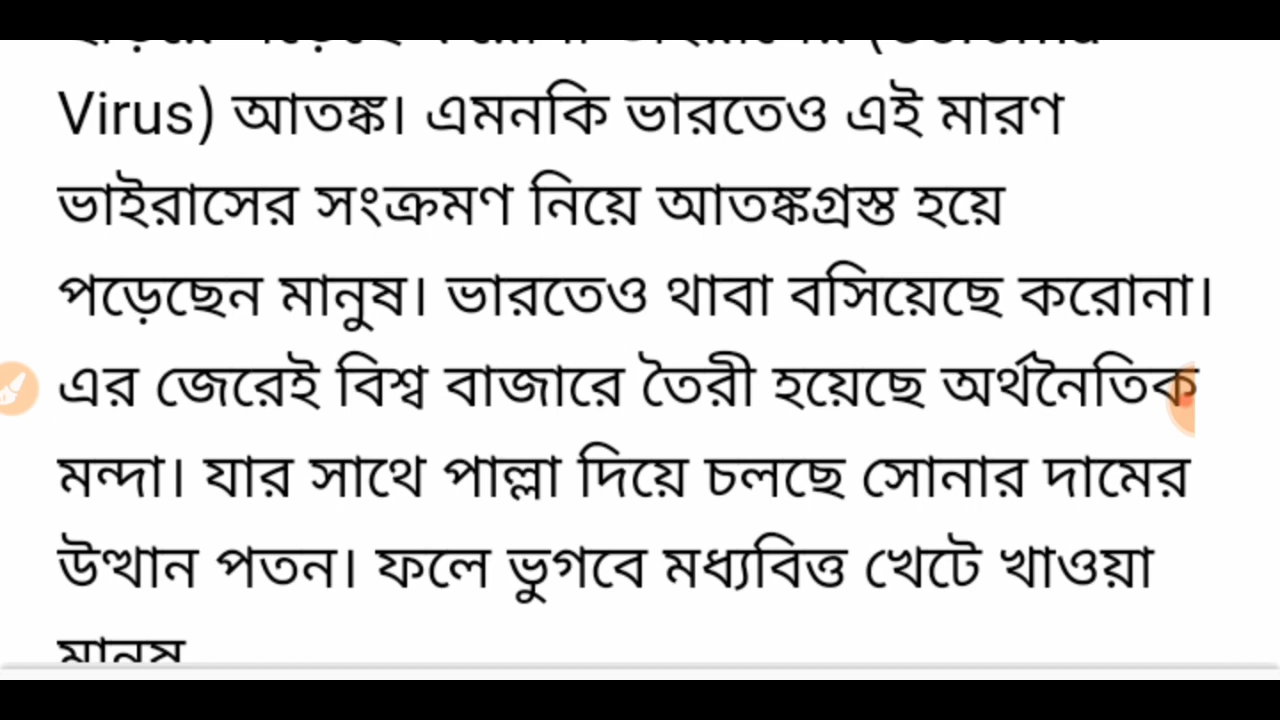 Virus) আতঙ্ক। এমনকি ভারতেও এই মারণ
ভাইরাসের সংক্রমণ নিয়ে আতঙ্কগ্রস্ত হয়ে
পড়েছেন মানুষ। ভারতেও থাবা বসিয়েছে করোনা।
এর জেরেই বিশ্ব বাজারে তৈরী হয়েছে অর্থনৈতিক
মন্দা। যার সাথে পাল্লা দিয়ে চলছে সোনার দামের
উত্থান পতন। ফলে ভুগবে মধ্যবিত্ত খেটে খাওয়া
মানুষ